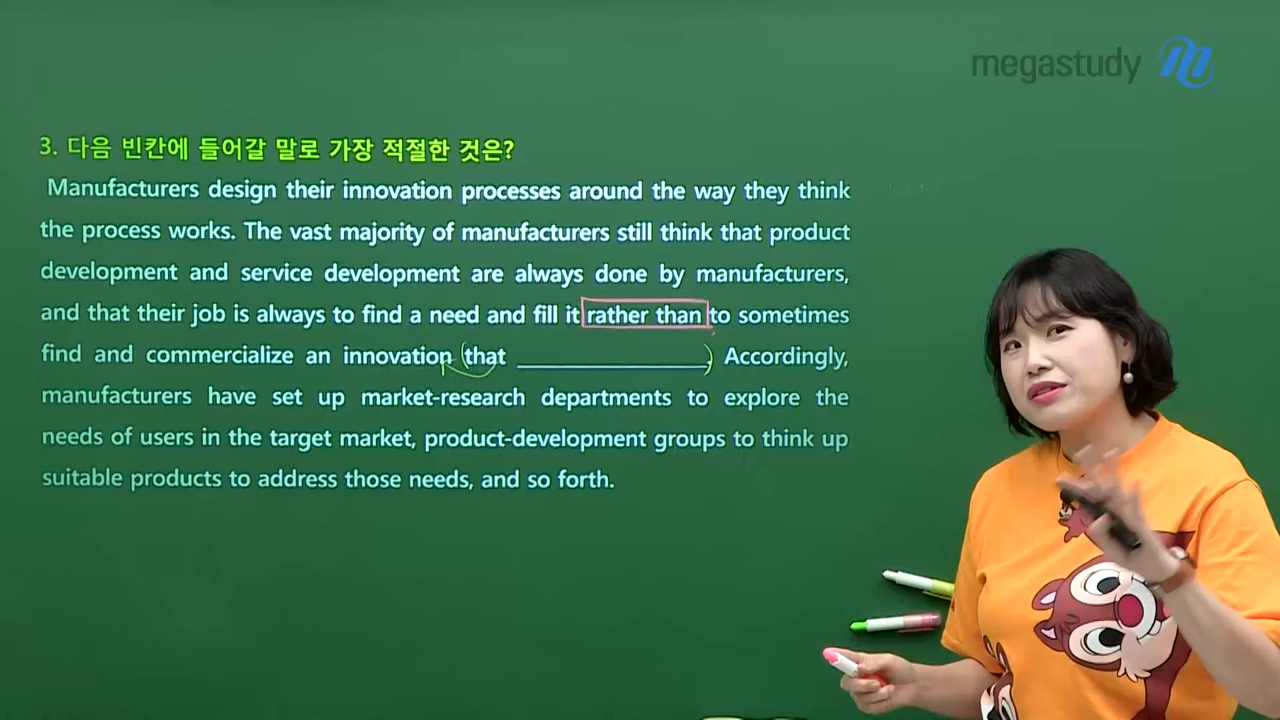 megastudy
3. 다음 빈칸에 들어갈 말로 가장 적절한 것은?
Manufacturers design their innovation processes around the way they think
the process works. The vast majority of manufacturers still think that product
development and service development are always done by manufacturers,
and that their job is always to find a need and fill it rather than to sometimes
find and commercialize an innovation that ____________ Accordingly,
manufacturers have set up market-research departments to explore the
needs of users in the target market, product-development groups to think up
suitable products to address those needs, and so forth.